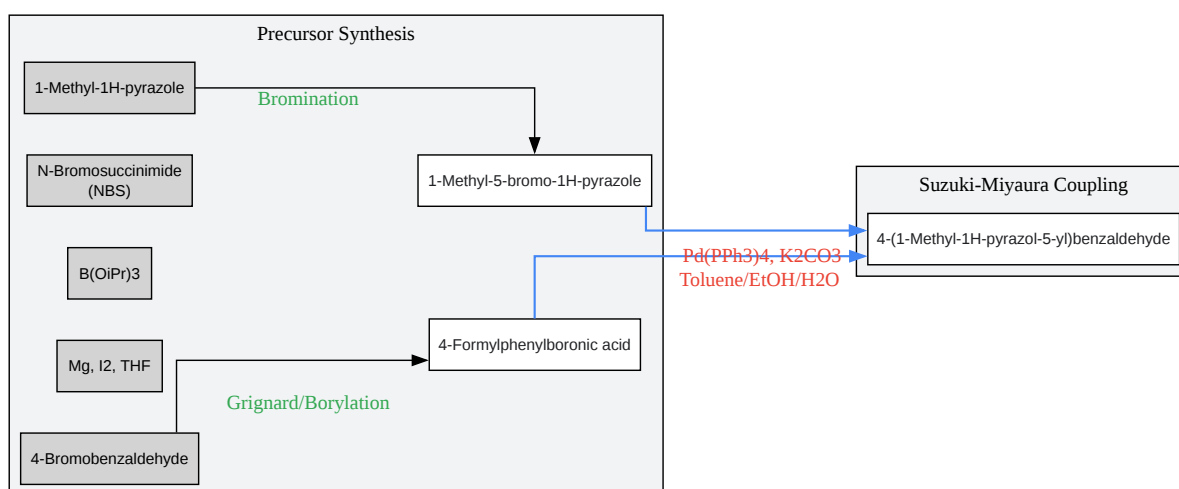 Precursor Synthesis
1-Methyl-1H-pyrazole
Bromination
N-Bromosuccinimide
(NBS)
1-Methyl-5-bromo-1H-pyrazole
Suzuki-Miyaura Coupling
4-(1-Methyl-1H-pyrazol-5-yl)benzaldehyde
B(OiPr)3
Pd(PPh3)4, K2CO3
Toluene/EtOH/H2O
Mg, I2, THF
4-Formylphenylboronic acid
Grignard/Borylation
4-Bromobenzaldehyde